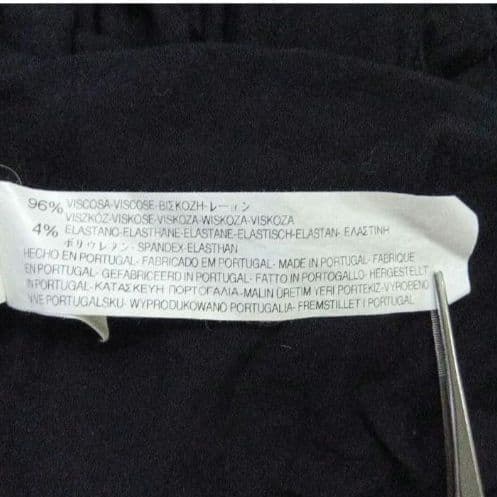 96% VISCOSA-VISCOSE-ΒΙΣΚΟΖΗ-レーヨン
VISZKÓZ-VISKOSE-VISKOZA-WISKOZA-VISKOZA
4% ELASTANO-ELASTHANE-ELASTANE-ELASTISCH-ELASTAN- ΕΛΑΣΤΙΝΗ
ポリウレタン-SPANDEX-ELASTHAN
HECHO EN PORTUGAL- FABRICADO EM PORTUGAL- MADE IN PORTUGAL- FABRIQUE
EN PORTUGAL- GEFABRICEERD IN PORTUGAL- FATTO IN PORTOGALLO- HERGESTELLT
IN PORTUGAL- ΚΑΤΑΣΚΕΥΗ ΠΟΡΤΟΓΑΛΙΑ-MALIN ÜRETIM YERI PORTEKIZ-VYROBENO
V PORTUGALSKU- WYPRODUKOWANO PORTUGALIA- FREMSTILLET I PORTUGAL